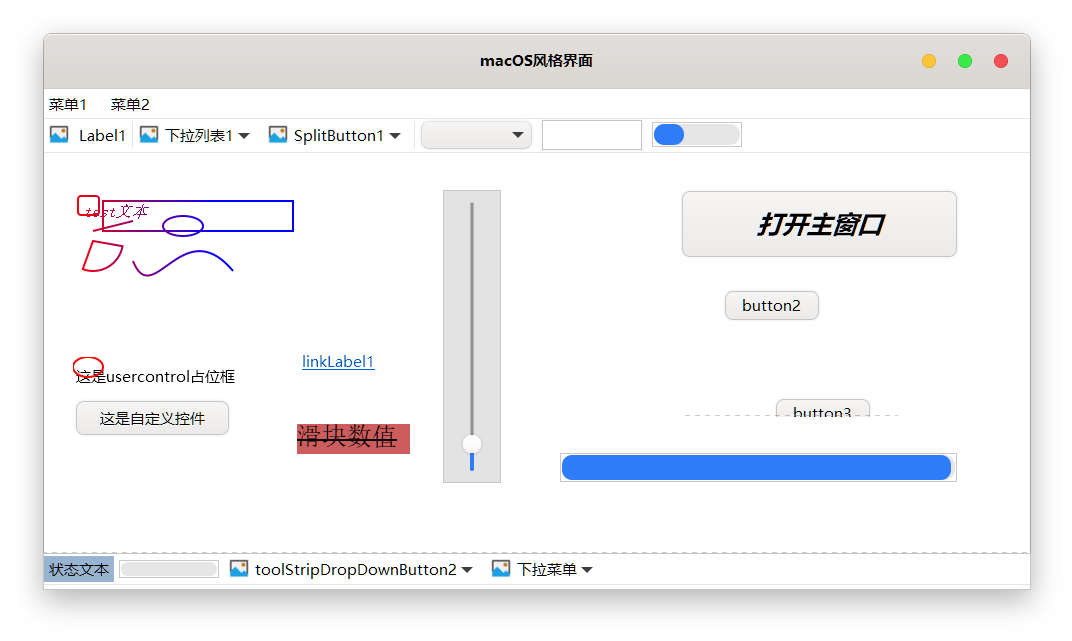 macOS风格界面
菜单1 菜单2
Label1 下拉列表1 SplitButton1
test文本
打开主窗口
button2
linkLabel1
这是usercontrol占位框
button3
这是自定义控件
滑块数值
状态文本 toolStripDropDownButton2 下拉菜单